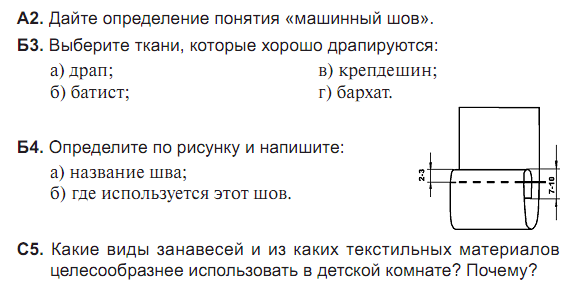 А2. Дайте определение понятия «машинный шов».
Б3. Выберите ткани, которые хорошо драпируются:
а) драп; в) крепдешин;
б) батист; г) бархат.
Б4. Определите по рисунку и напишите:
а) название шва;
б) где используется этот шов.
2-3
7-10
С5. Какие виды занавесей и из каких текстильных материалов
целесообразнее использовать в детской комнате? Почему?